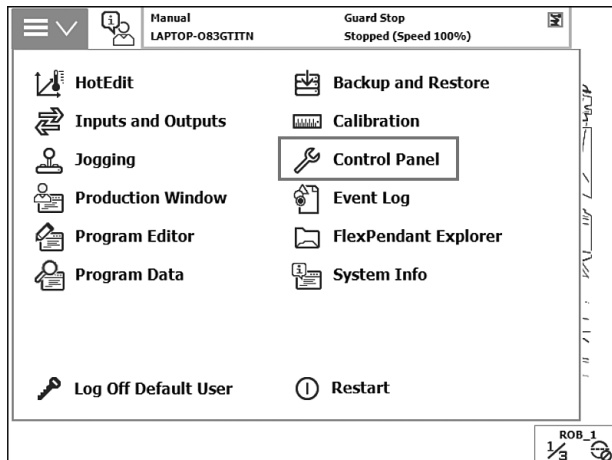 Manual
LAPTOP-O83GTITN
Guard Stop
Stopped (Speed 100%)
HotEdit
Inputs and Outputs
Jogging
Production Window
Program Editor
Program Data
Backup and Restore
Calibration
Control Panel
Event Log
FlexPendant Explorer
System Info
Log Off Default User
Restart
ROB_1
1/3